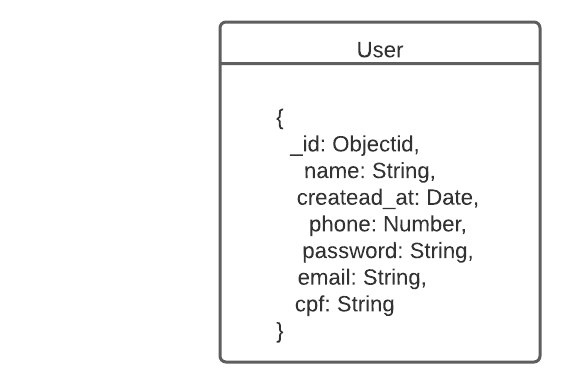 User
{
_id: Objectid,
name: String,
createad_at: Date,
phone: Number,
password: String,
email: String,
cpf: String
}